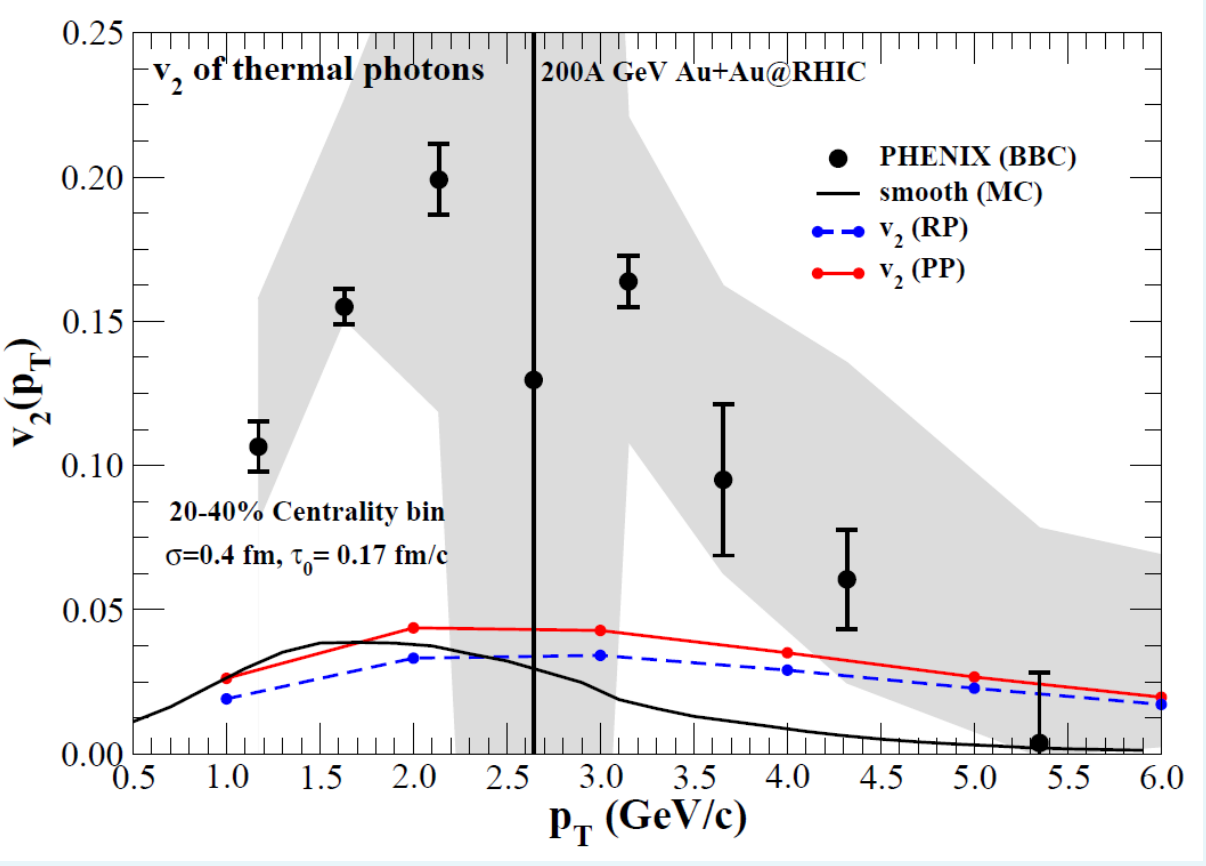 v2 of thermal photons
200A GeV Au+Au@RHIC
PHENIX (BBC)
smooth (MC)
v2 (RP)
v2 (PP)
20-40% Centrality bin
σ=0.4 fm, τ0= 0.17 fm/c
v2(pT)
0.25
0.20
0.15
0.10
0.05
0.00
0.5 1.0 1.5 2.0 2.5 3.0 3.5 4.0 4.5 5.0 5.5 6.0
pT (GeV/c)